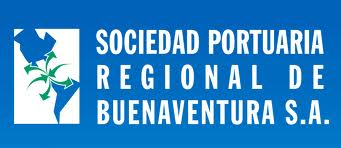 SOCIEDAD PORTUARIA
REGIONAL DE
BUENAVENTURA S.A.